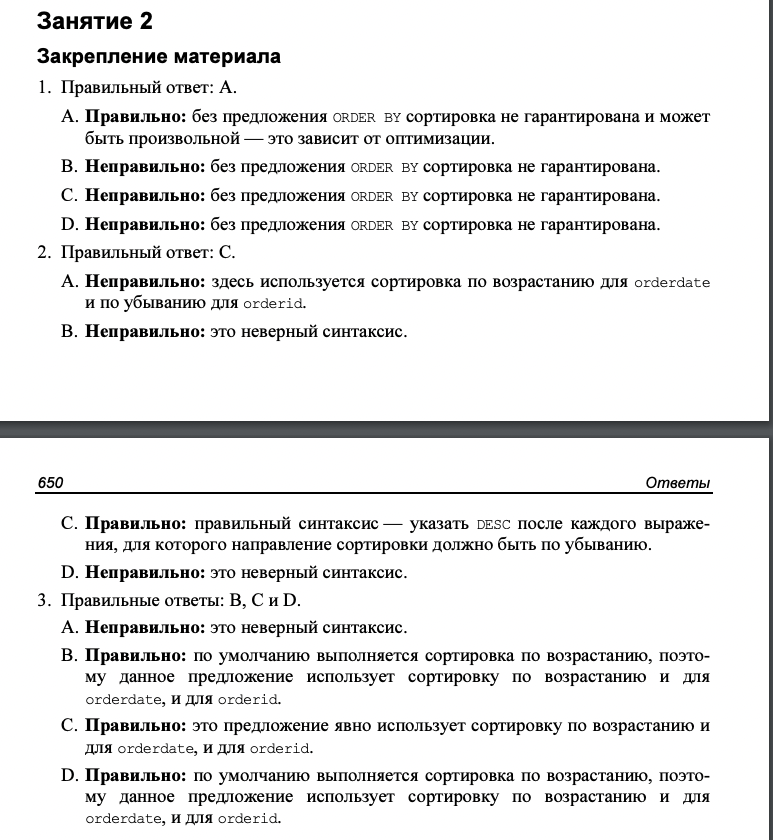 Занятие 2
Закрепление материала
1. Правильный ответ: A.
A. Правильно: без предложения ORDER BY сортировка не гарантирована и может
быть произвольной — это зависит от оптимизации.
B. Неправильно: без предложения ORDER BY сортировка не гарантирована.
C. Неправильно: без предложения ORDER BY сортировка не гарантирована.
D. Неправильно: без предложения ORDER BY сортировка не гарантирована.
2. Правильный ответ: C.
A. Неправильно: здесь используется сортировка по возрастанию для orderdate
и по убыванию для orderid.
B. Неправильно: это неверный синтаксис.
650 Ответы
C. Правильно: правильный синтаксис — указать DESC после каждого выраже-
ния, для которого направление сортировки должно быть по убыванию.
D. Неправильно: это неверный синтаксис.
3. Правильные ответы: B, C и D.
A. Неправильно: это неверный синтаксис.
B. Правильно: по умолчанию выполняется сортировка по возрастанию, поэто-
му данное предложение использует сортировку по возрастанию и для
orderdate, и для orderid.
C. Правильно: это предложение явно использует сортировку по возрастанию и
для orderdate, и для orderid.
D. Правильно: по умолчанию выполняется сортировка по возрастанию, поэто-
му данное предложение использует сортировку по возрастанию и для
orderdate, и для orderid.